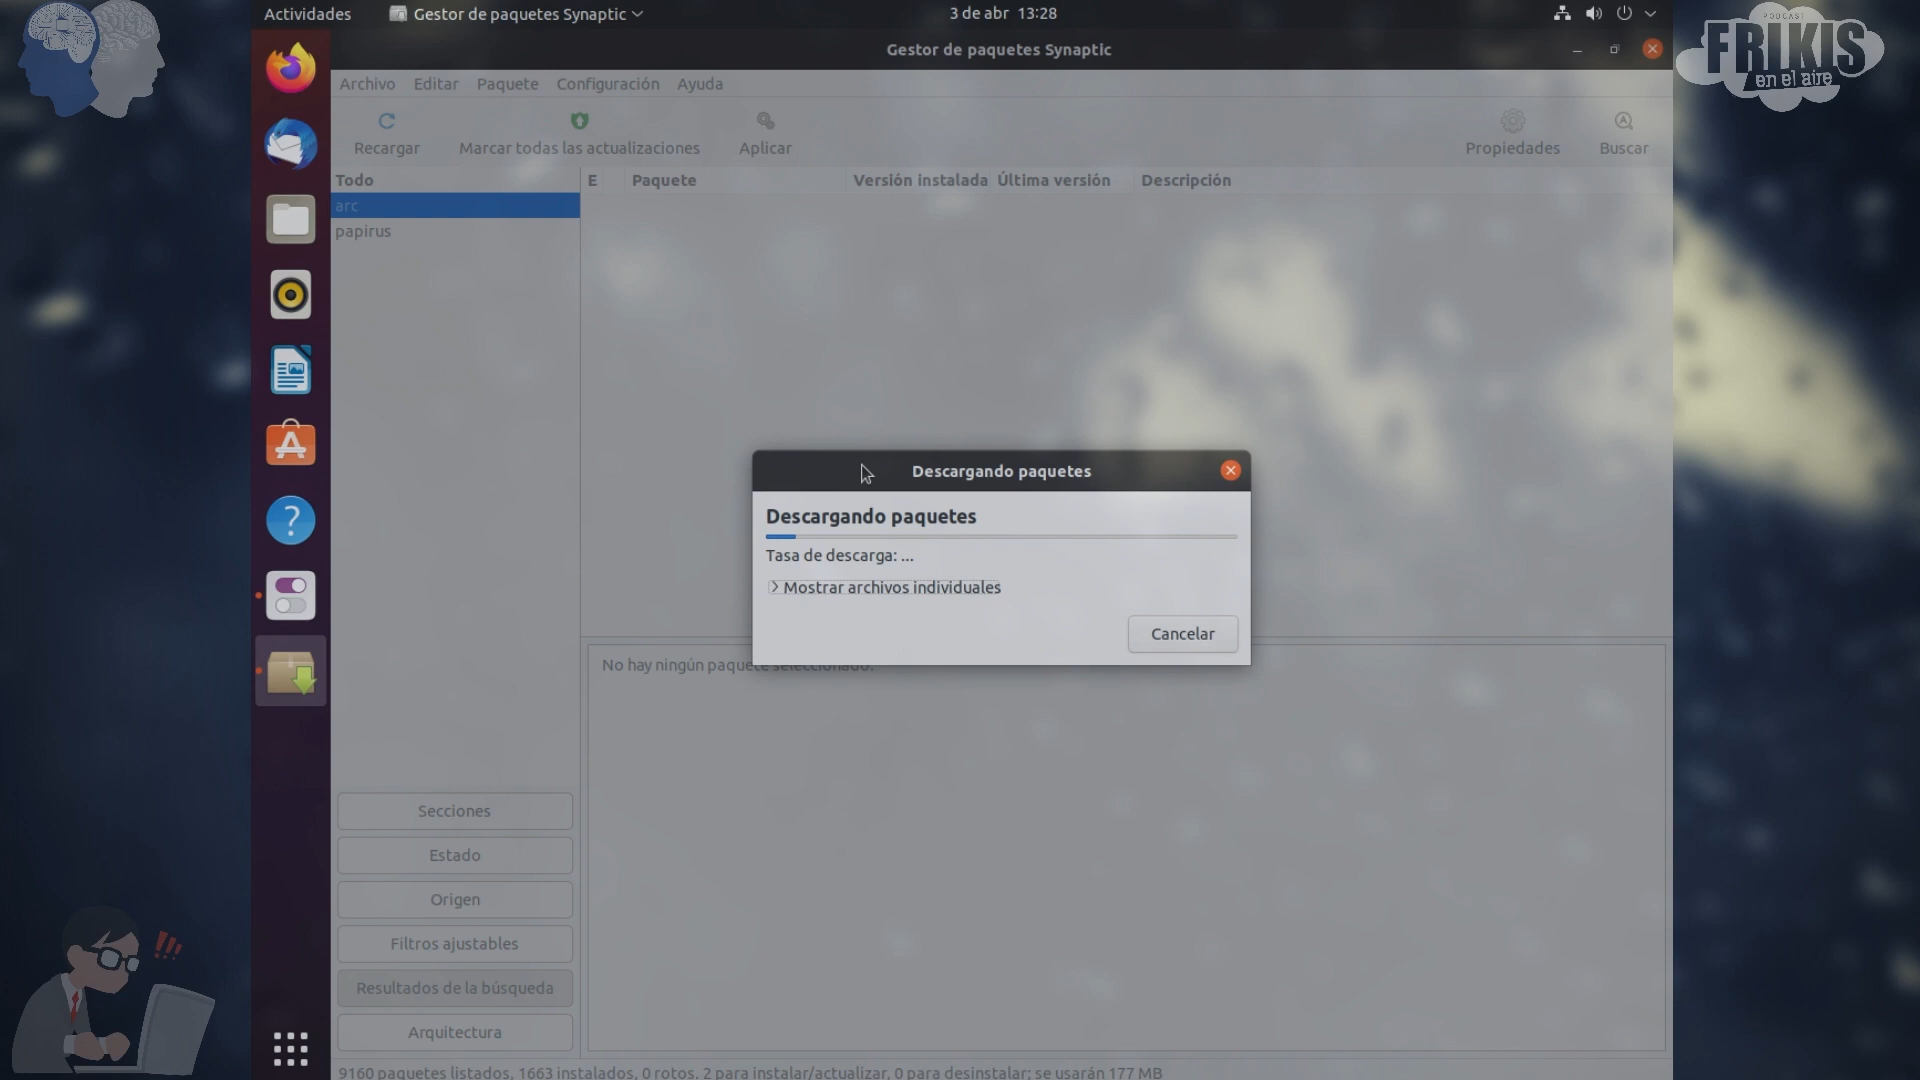 Actividades
Gestor de paquetes Synaptic
3 de abr 13:28
Gestor de paquetes Synaptic
PODCAST
FRIKIS
en el aire
Archivo Editar Paquete Configuración Ayuda
Recargar
Marcar todas las actualizaciones
Aplicar
Propiedades
Buscar
Todo
E Paquete Versión instalada Última versión Descripción
arc
papirus
Descargando paquetes
Descargando paquetes
Tasa de descarga: ...
Mostrar archivos individuales
Cancelar
No hay ningún paquete seleccionado.
Secciones
Estado
Origen
Filtros ajustables
Resultados de la búsqueda
Arquitectura
9160 paquetes listados, 1663 instalados, 0 rotos. 2 para instalar/actualizar, 0 para desinstalar; se usarán 177 MB